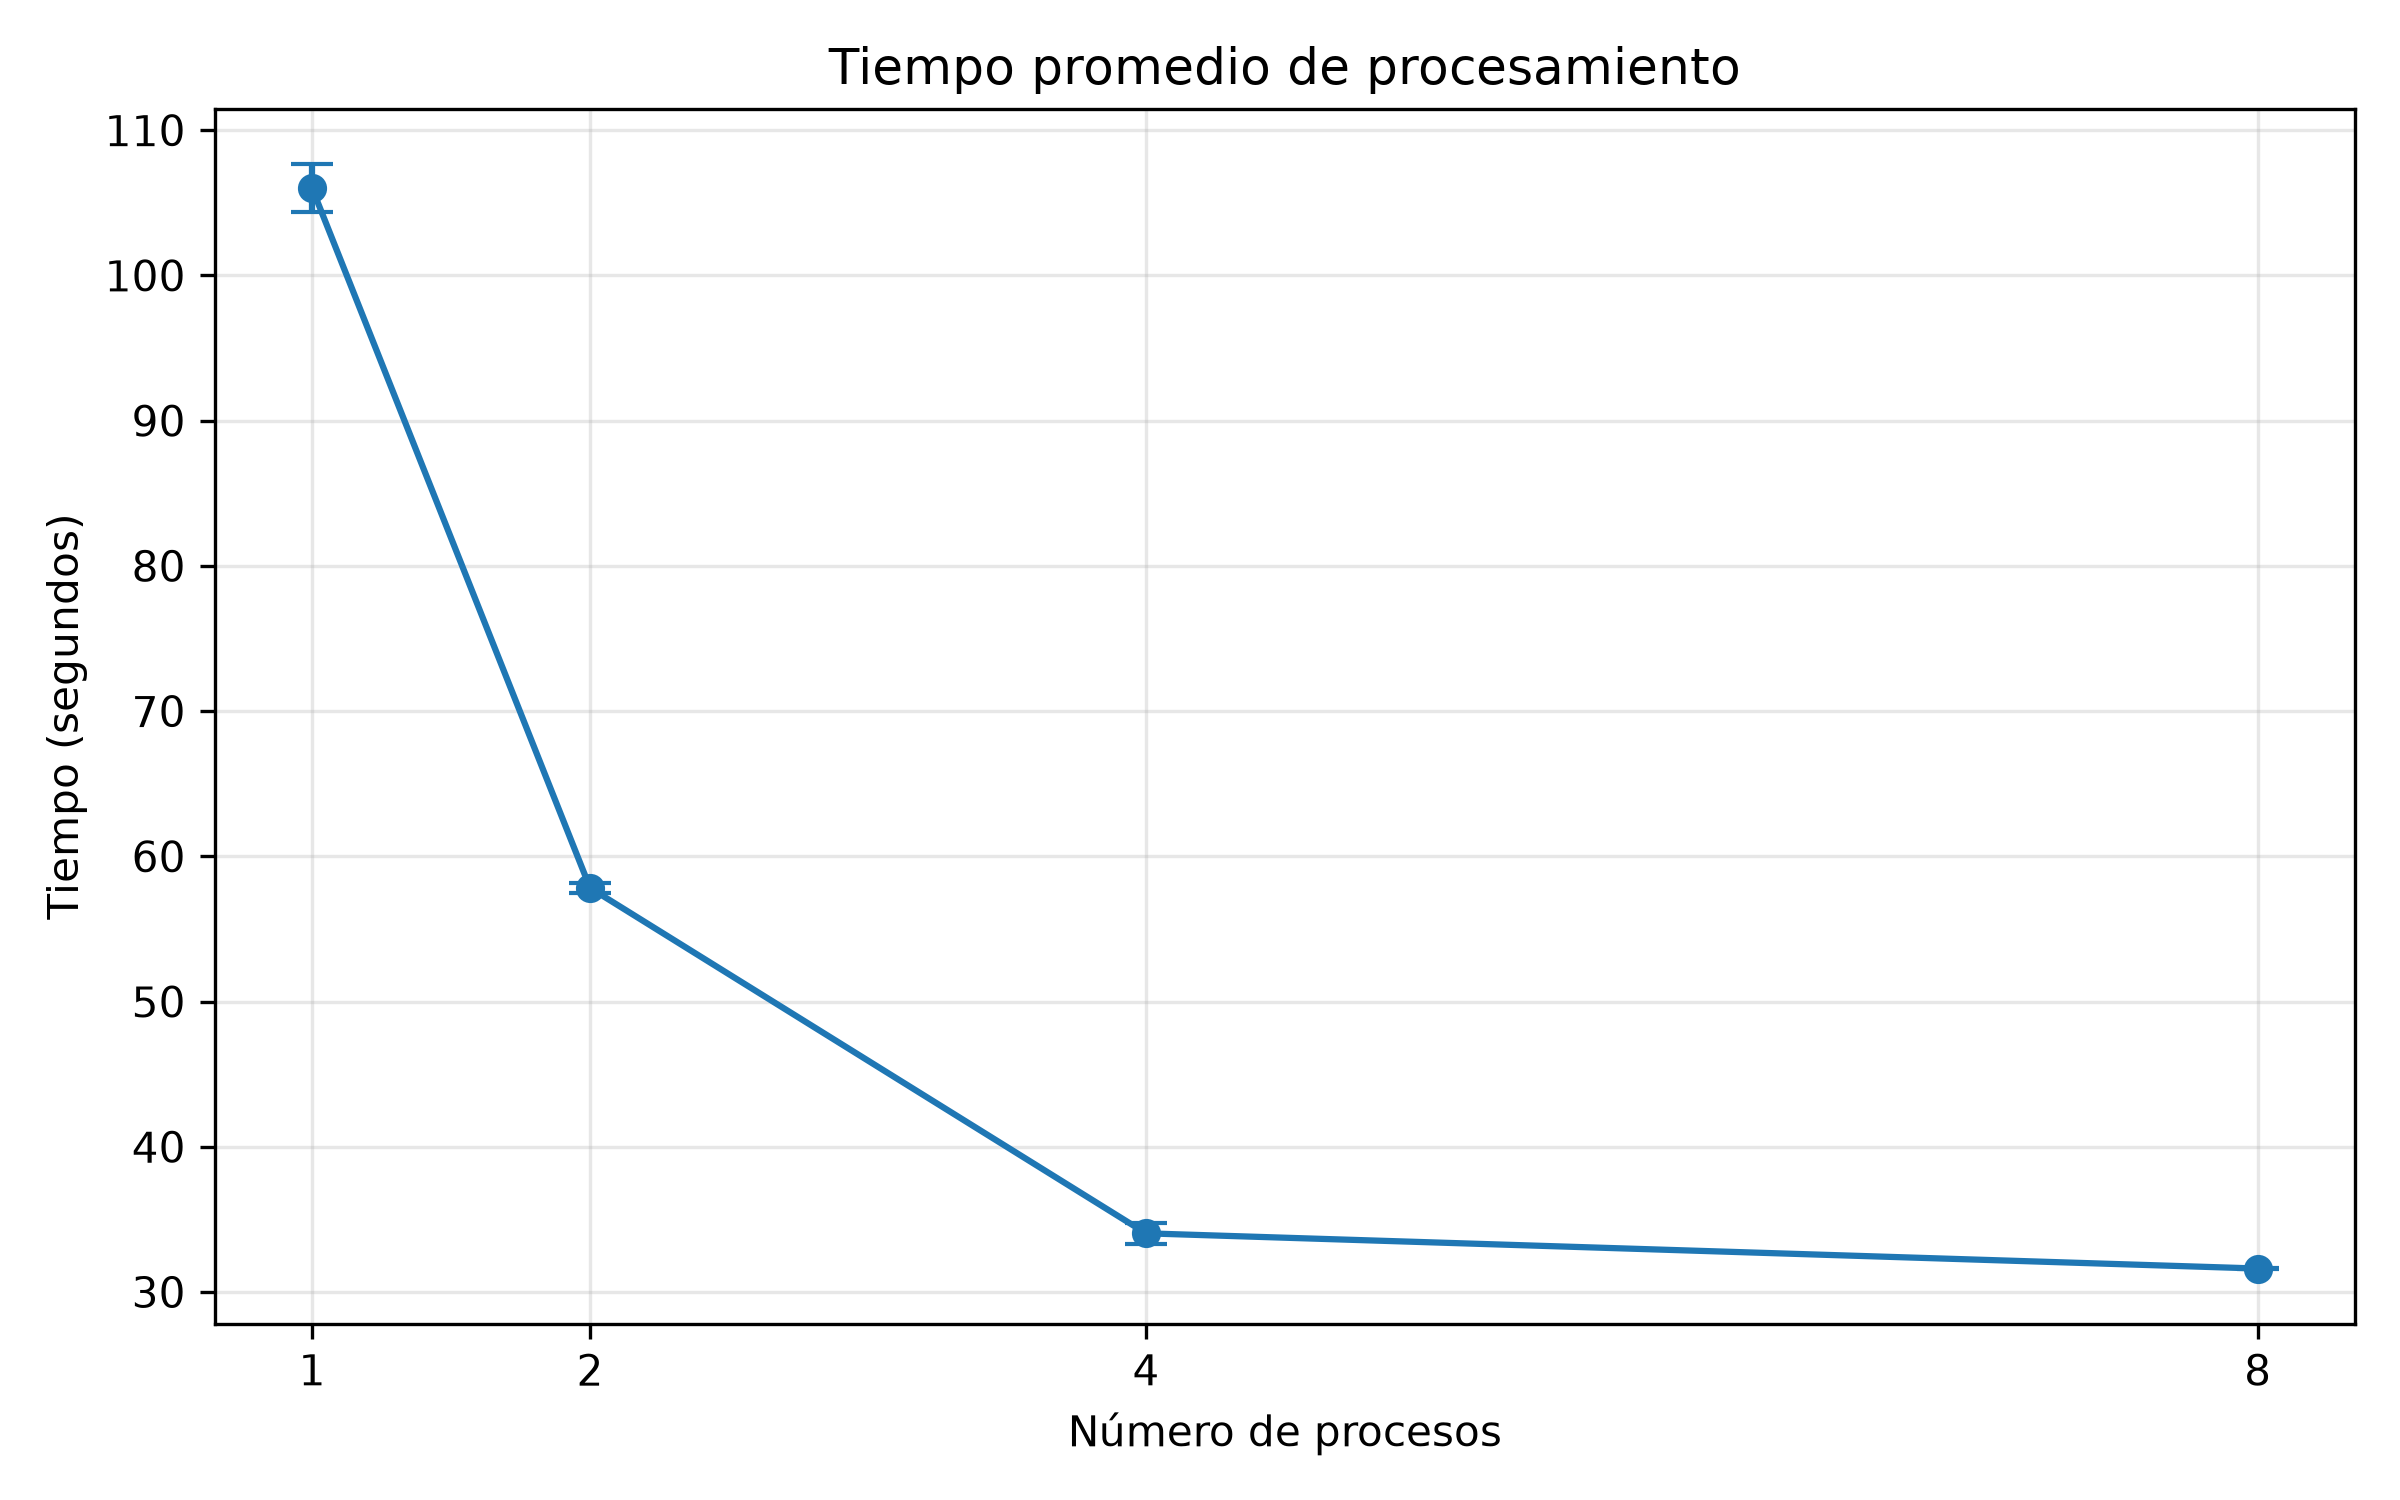 Tiempo promedio de procesamiento
110
100
90
80
70
60
50
40
30
Tiempo (segundos)
1 2 4 8
Número de procesos